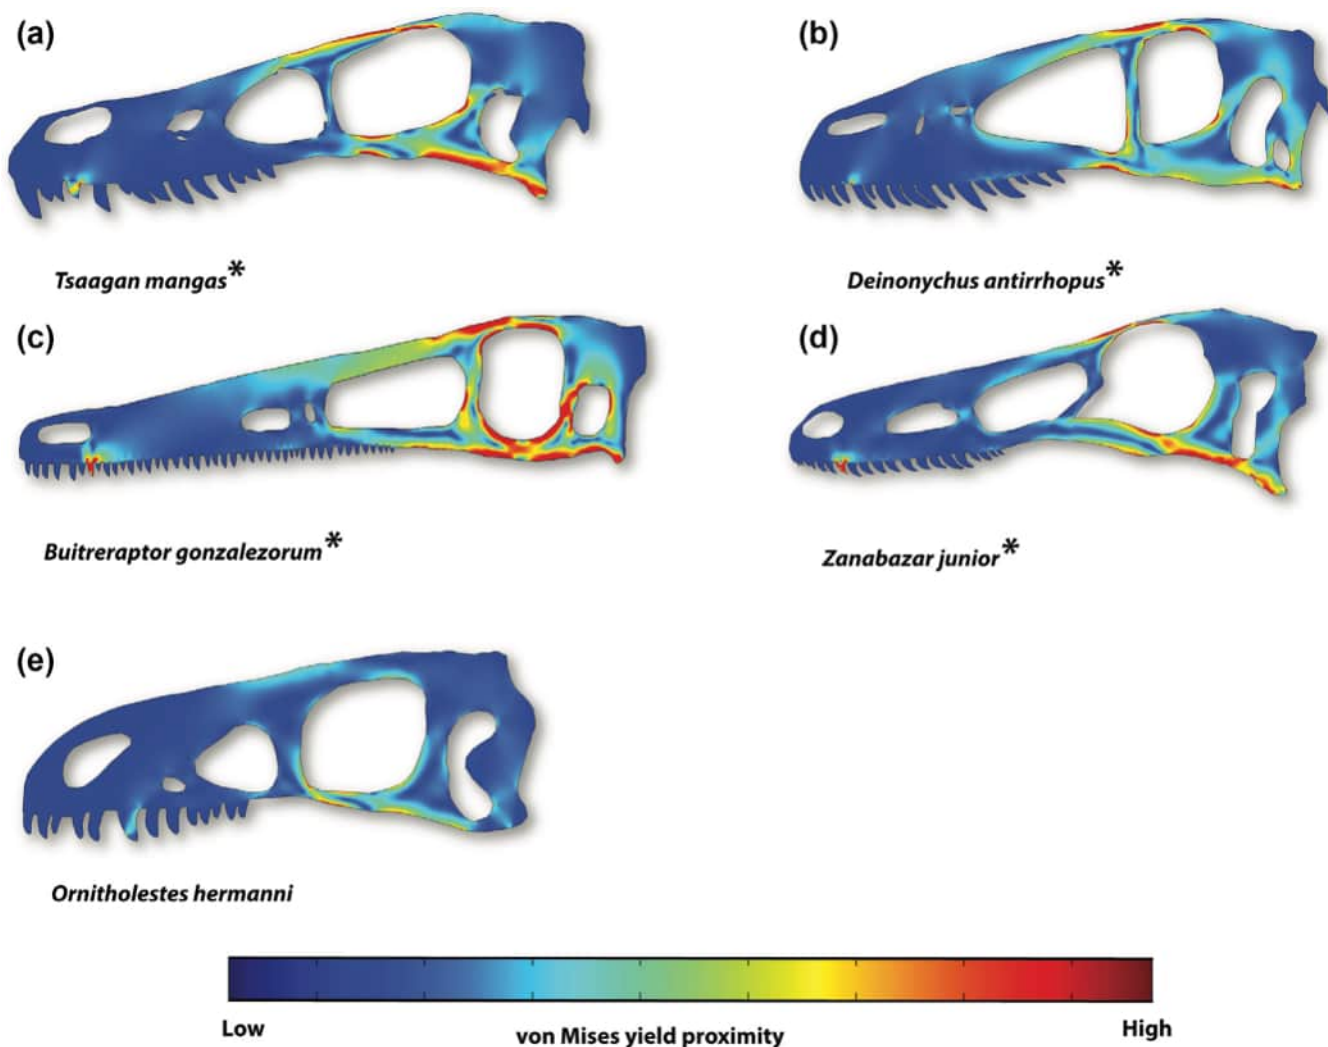 (a)
(b)
Tsaagan mangas*
Deinonychus antirrhopus*
(c)
(d)
Buitreraptor gonzalezorum*
Zanabazar junior*
(e)
Ornitholestes hermanni
Low
von Mises yield proximity
High